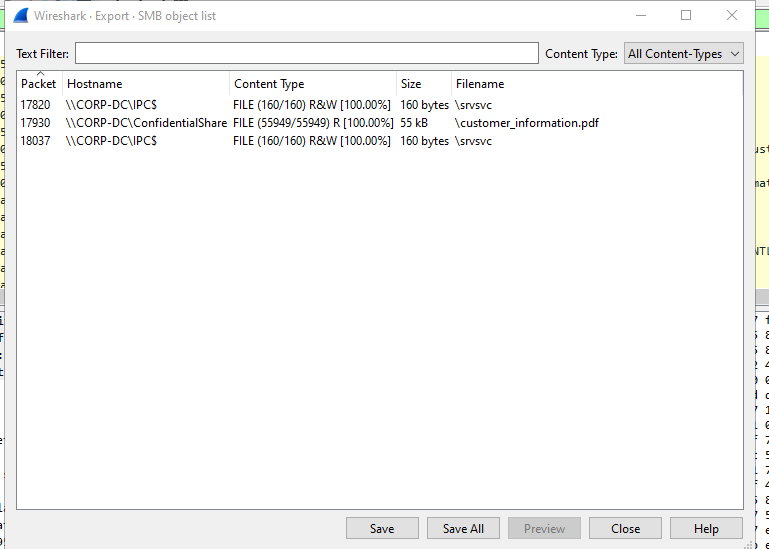 Wireshark · Export · SMB object list
Text Filter: Content Type: All Content-Types
Packet Hostname Content Type Size Filename
17820 \\CORP-DC\IPC$ FILE (160/160) R&W [100.00%] 160 bytes \srvsvc
17930 \\CORP-DC\ConfidentialShare FILE (55949/55949) R [100.00%] 55 kB \customer_information.pdf
18037 \\CORP-DC\IPC$ FILE (160/160) R&W [100.00%] 160 bytes \srvsvc
Save Save All Preview Close Help